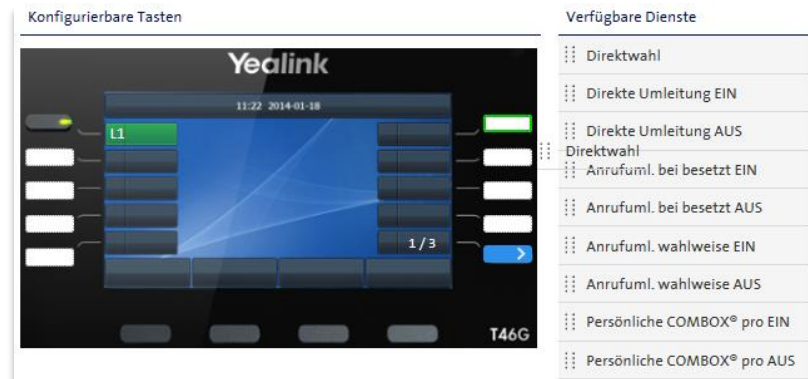 Konfigurierbare Tasten
Yealink
11:22 2014-01-18
L1
1/3
T46G
Verfügbare Dienste
Direktwahl
Direkte Umleitung EIN
Direkte Umleitung AUS
Direktwahl
Anrufuml. bei besetzt EIN
Anrufuml. bei besetzt AUS
Anrufuml. wahlweise EIN
Anrufuml. wahlweise AUS
Persönliche COMBOX® pro EIN
Persönliche COMBOX® pro AUS